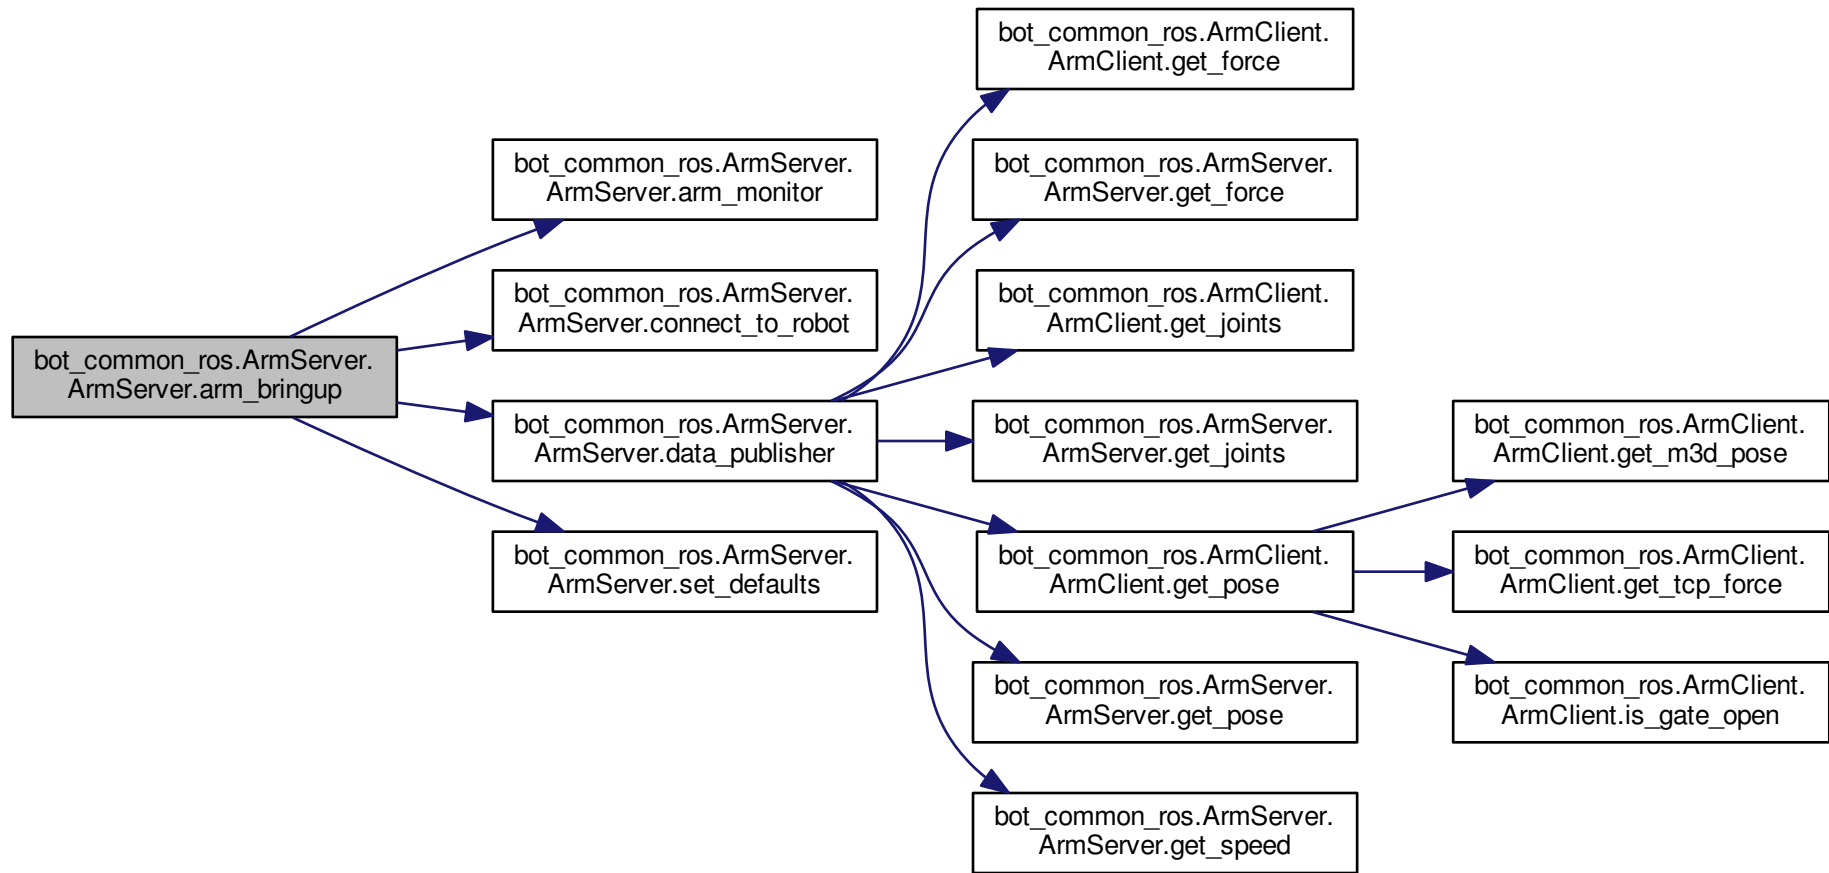 bot_common_ros.ArmClient.
ArmClient.get_force
bot_common_ros.ArmServer.
ArmServer.arm_monitor
bot_common_ros.ArmServer.
ArmServer.get_force
bot_common_ros.ArmServer.
ArmServer.connect_to_robot
bot_common_ros.ArmClient.
ArmClient.get_joints
bot_common_ros.ArmServer.
ArmServer.arm_bringup
bot_common_ros.ArmServer.
ArmServer.data_publisher
bot_common_ros.ArmServer.
ArmServer.get_joints
bot_common_ros.ArmClient.
ArmClient.get_m3d_pose
bot_common_ros.ArmServer.
ArmServer.set_defaults
bot_common_ros.ArmClient.
ArmClient.get_pose
bot_common_ros.ArmClient.
ArmClient.get_tcp_force
bot_common_ros.ArmServer.
ArmServer.get_pose
bot_common_ros.ArmClient.
ArmClient.is_gate_open
bot_common_ros.ArmServer.
ArmServer.get_speed